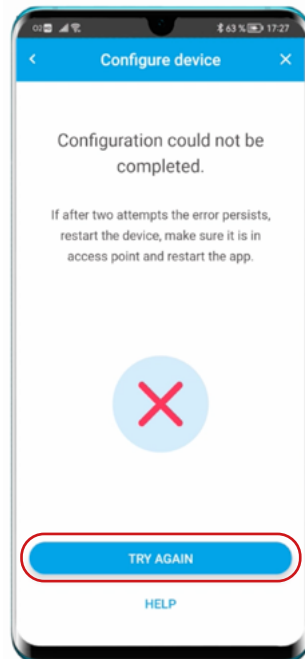 O2 63 % 17:27
Configure device
Configuration could not be
completed.
If after two attempts the error persists,
restart the device, make sure it is in
access point and restart the app.
TRY AGAIN
HELP